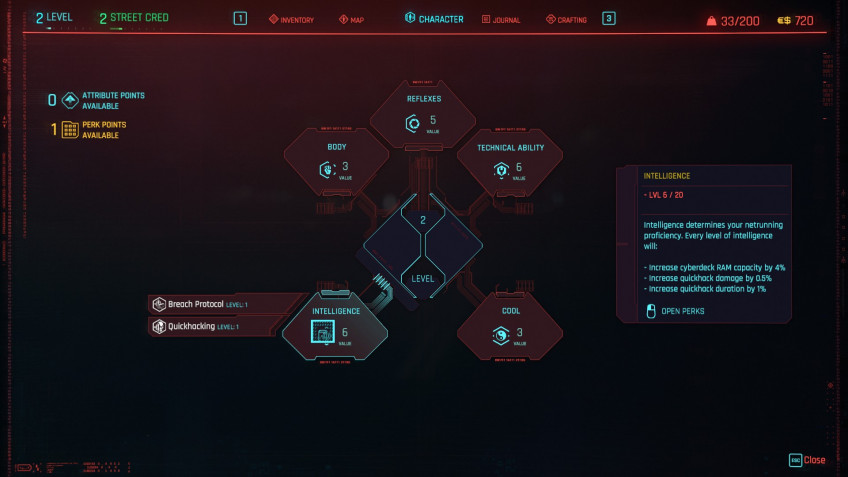 2 LEVEL
2 STREET CRED
1
INVENTORY
MAP
CHARACTER
JOURNAL
CRAFTING
3
33/200
€$ 720
0 ATTRIBUTE POINTS
AVAILABLE
1 PERK POINTS
AVAILABLE
REFLEXES
5
VALUE
BODY
3
VALUE
TECHNICAL ABILITY
6
VALUE
2
LEVEL
INTELLIGENCE
- LVL 6 / 20
Intelligence determines your netrunning
proficiency. Every level of intelligence
will:
- Increase cyberdeck RAM capacity by 4%
- Increase quickhack damage by 0.5%
- Increase quickhack duration by 1%
OPEN PERKS
Breach Protocol LEVEL: 1
Quickhacking LEVEL: 1
INTELLIGENCE
6
VALUE
COOL
3
VALUE
ESC Close